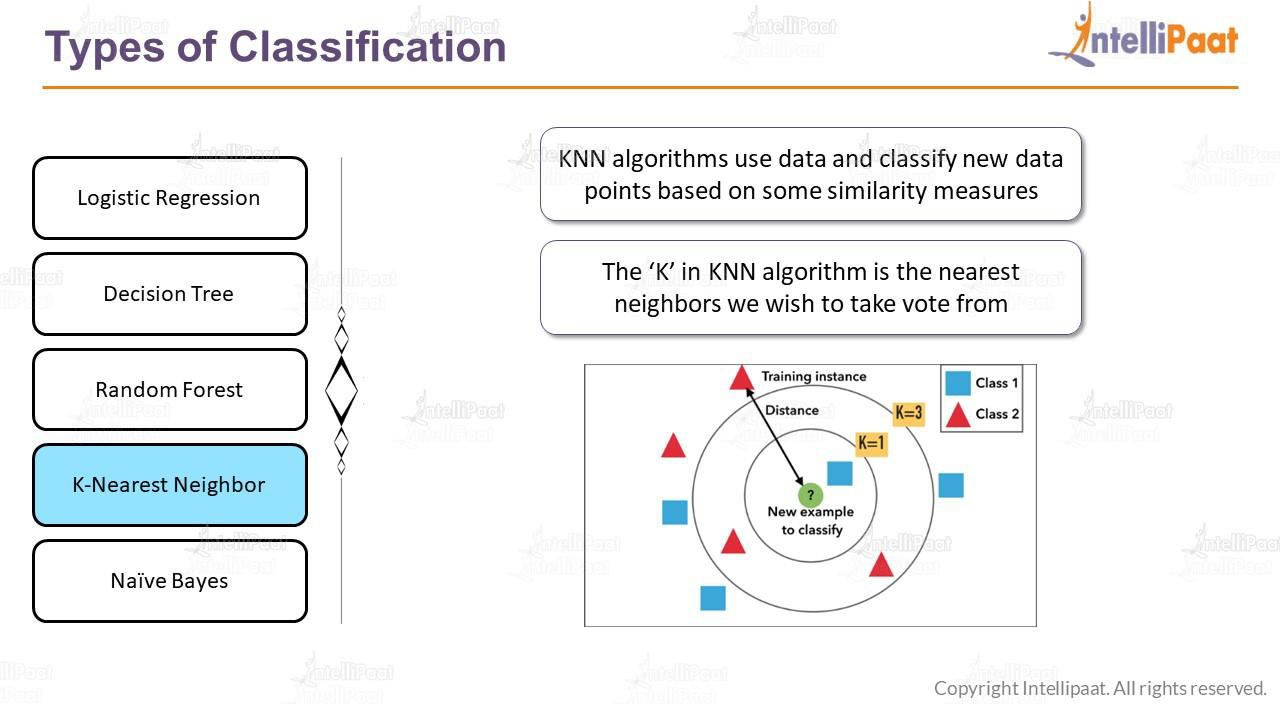 Types of Classification
IntelliPaat
Logistic Regression
Decision Tree
Random Forest
K-Nearest Neighbor
Naïve Bayes
KNN algorithms use data and classify new data
points based on some similarity measures
The ‘K’ in KNN algorithm is the nearest
neighbors we wish to take vote from
Training instance
Distance
K=3
K=1
?
New example
to classify
Class 1
Class 2
Copyright Intellipaat. All rights reserved.